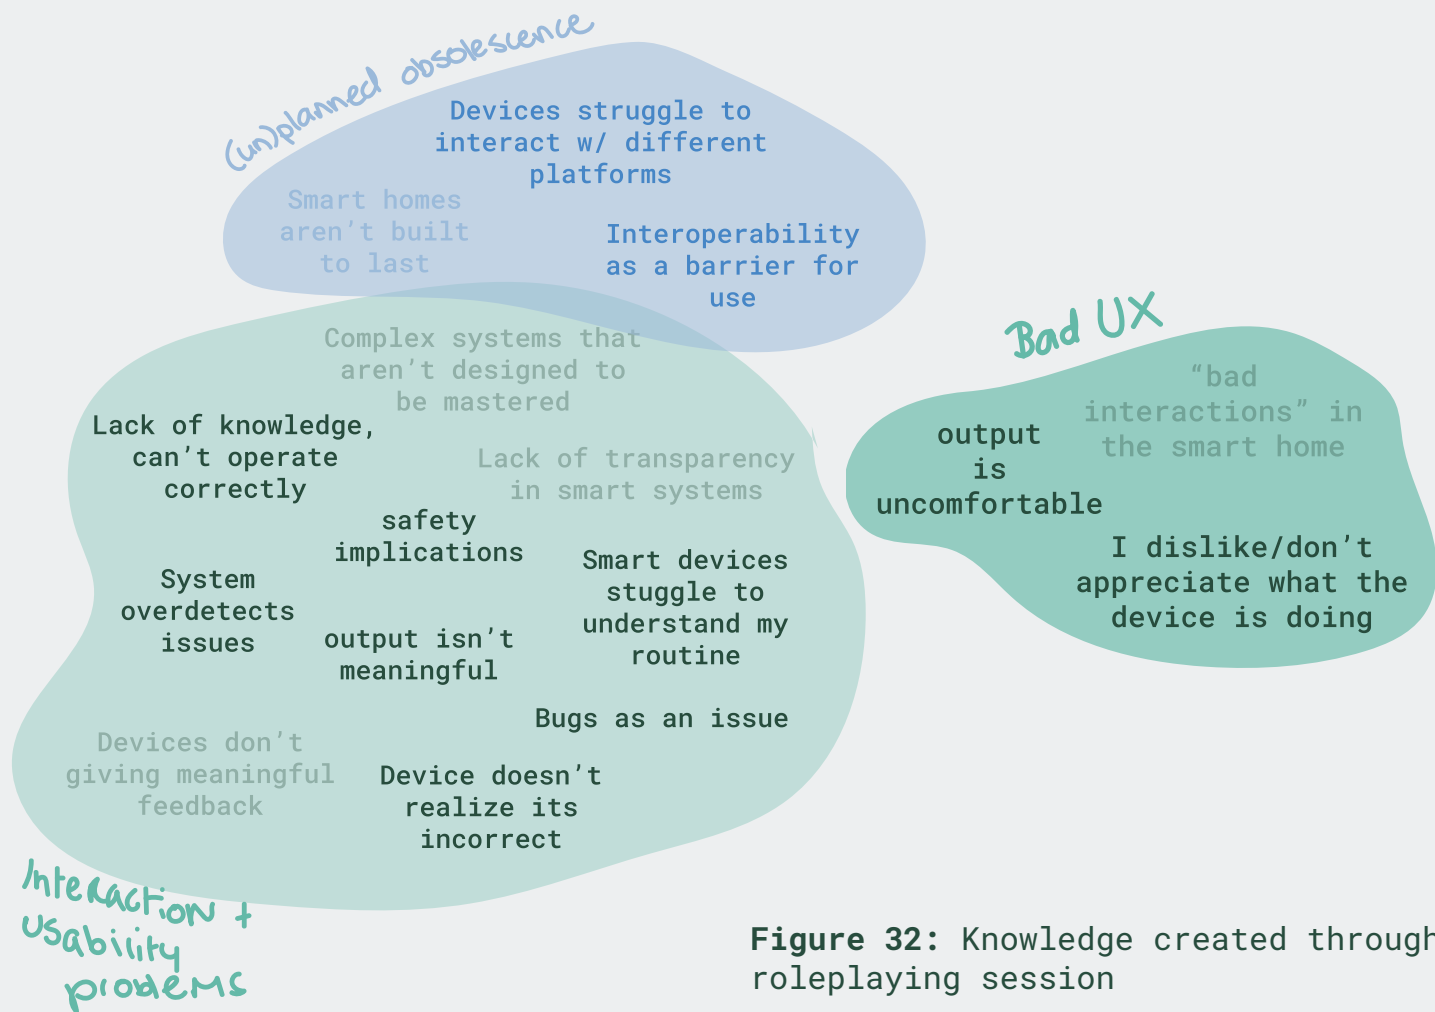 (un)planned obsolescence
Devices struggle to
interact w/ different
platforms
Smart homes
aren’t built
to last
Interoperability
as a barrier for
use
Complex systems that
aren’t designed to
be mastered
Lack of knowledge,
can’t operate
correctly
Lack of transparency
in smart systems
safety
implications
System
overdetects
issues
Smart devices
stuggle to
understand my
routine
output isn’t
meaningful
Bugs as an issue
Devices don’t
giving meaningful
feedback
Device doesn’t
realize its
incorrect
Interaction +
usability
problems
Bad UX
“bad
interactions” in
the smart home
output
is
uncomfortable
I dislike/don’t
appreciate what the
device is doing
Figure 32: Knowledge created through
roleplaying session